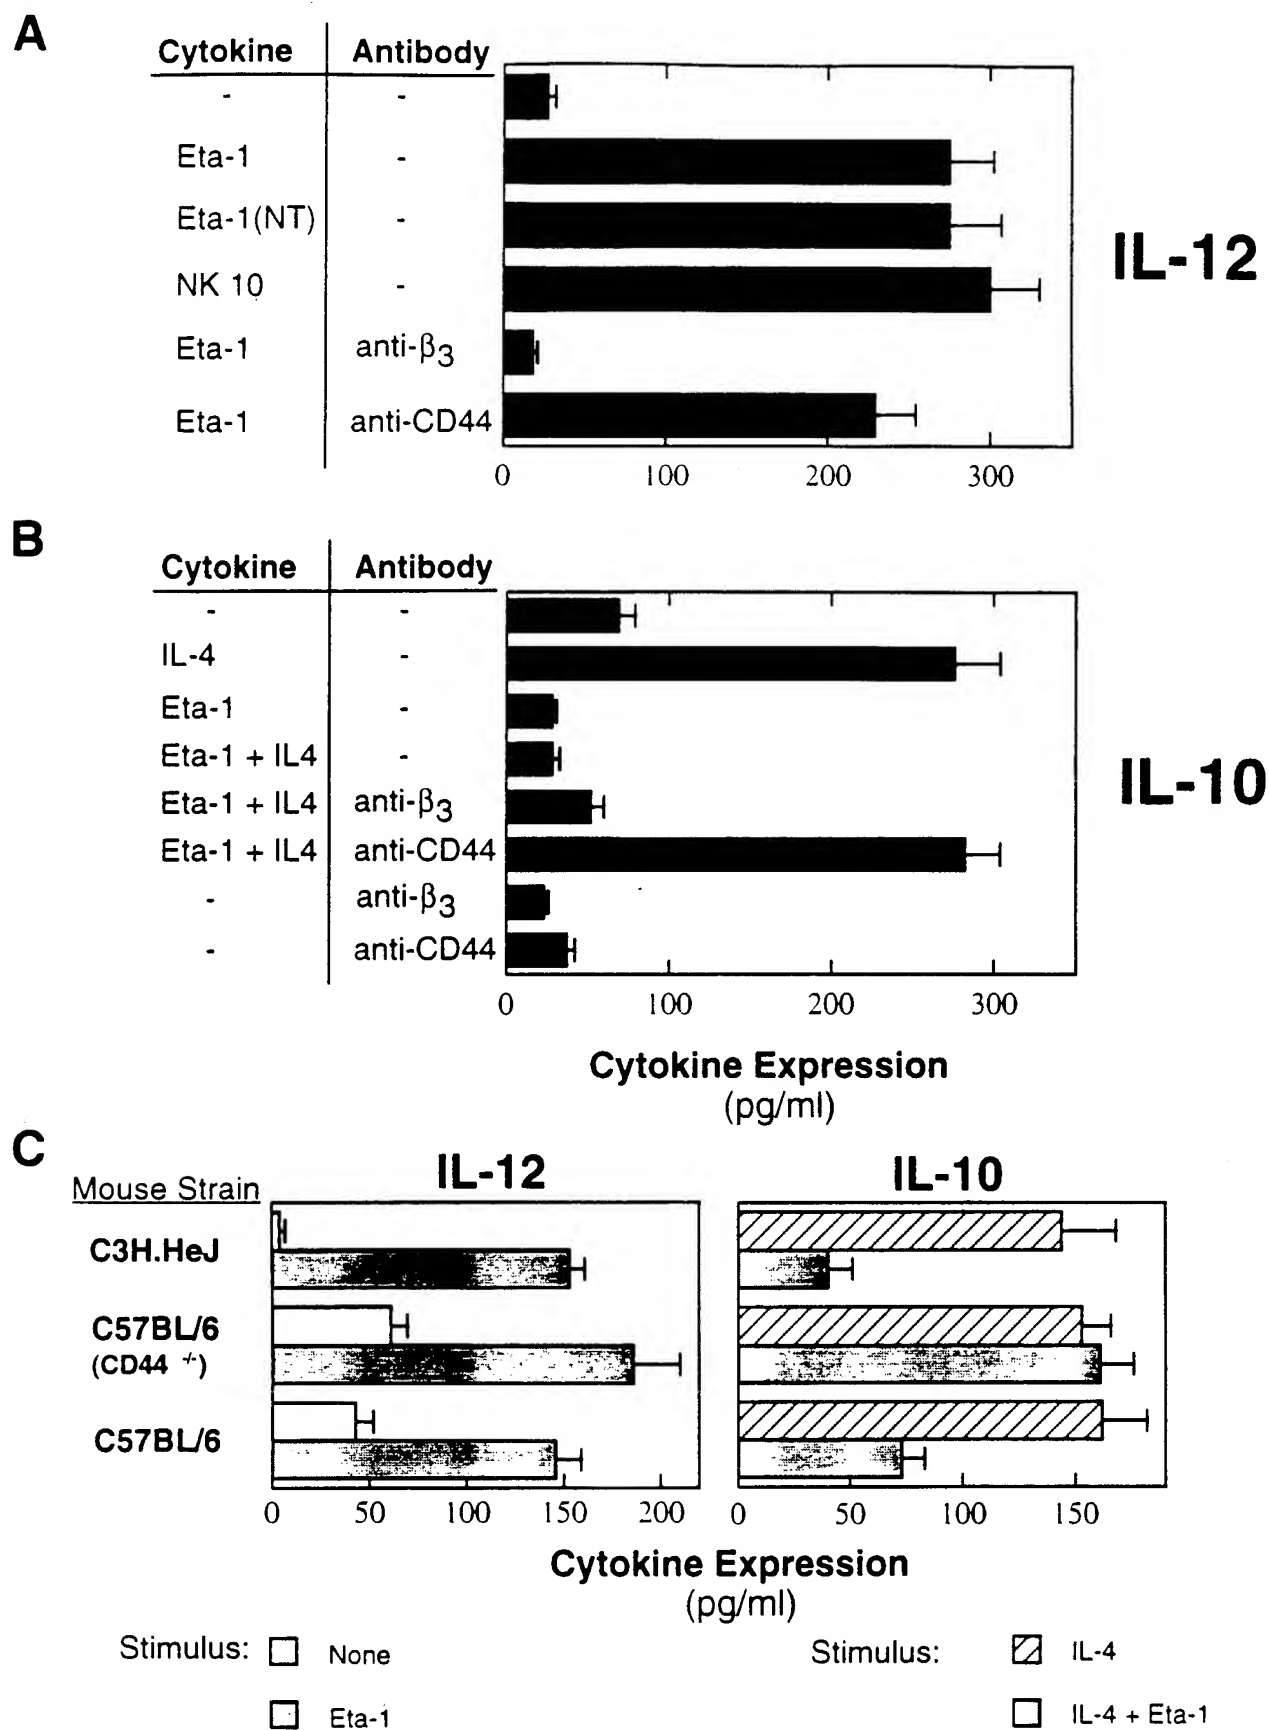 A
Cytokine Antibody
- -
Eta-1 -
Eta-1(NT) -
NK 10 -
Eta-1 anti-β3
Eta-1 anti-CD44
IL-12
0 100 200 300
B
Cytokine Antibody
- -
IL-4 -
Eta-1 -
Eta-1 + IL4 -
Eta-1 + IL4 anti-β3
Eta-1 + IL4 anti-CD44
- anti-β3
- anti-CD44
IL-10
0 100 200 300
Cytokine Expression
(pg/ml)
C
IL-12 IL-10
Mouse Strain
C3H.HeJ
C57BL/6
(CD44 -/-)
C57BL/6
0 50 100 150 200 0 50 100 150
Cytokine Expression
(pg/ml)
Stimulus: None Stimulus: IL-4
Eta-1 IL-4 + Eta-1